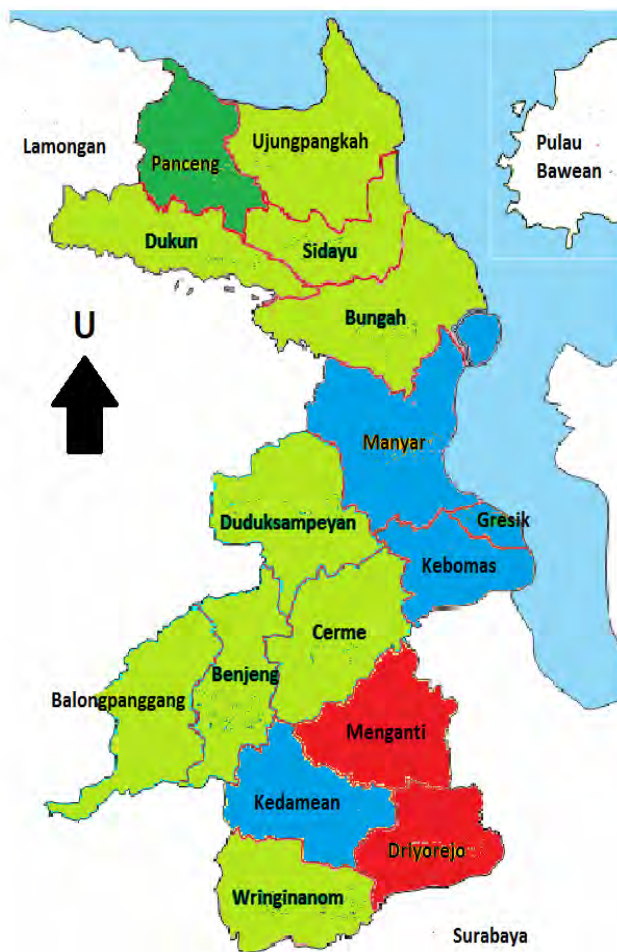 Ujungpangkah
Lamongan
Panceng
Pulau
Bawean
Dukun
Sidayu
Bungah
U
Manyar
Duduksampeyan
Gresik
Kebomas
Cerme
Benjeng
Balongpanggang
Menganti
Kedamean
Driyorejo
Wringinanom
Surabaya